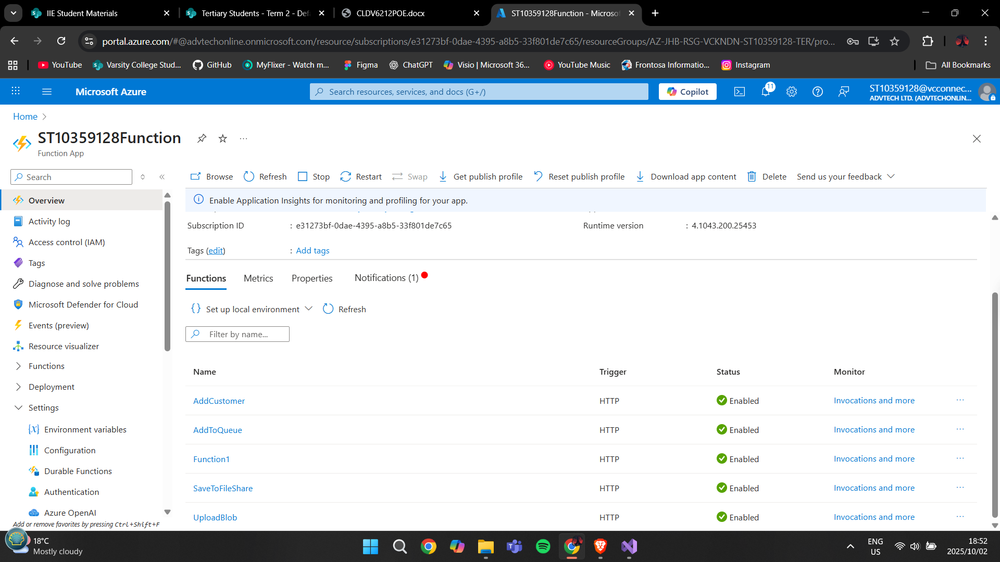 IIE Student Materials
Tertiary Students - Term 2 - Def
CLDV6212POE.docx
ST10359128Function - Microsof
portal.azure.com/#@advtechonline.onmicrosoft.com/resource/subscriptions/e31273bf-0dae-4395-a8b5-33f801de7c65/resourceGroups/AZ-JHB-RSG-VCKNDN-ST10359128-TER/pro...
YouTube
Varsity College Stud...
GitHub
MyFlixer - Watch m...
Figma
ChatGPT
Visio | Microsoft 36...
YouTube Music
Frontosa Informatio...
Instagram
All Bookmarks
Microsoft Azure
Search resources, services, and docs (G+/)
Copilot
11
ST10359128@vcconnec...
ADVTECH LTD. (ADVTECHONLIN...
Home
ST10359128Function
Function App
Search
Browse
Refresh
Stop
Restart
Swap
Get publish profile
Reset publish profile
Download app content
Delete
Send us your feedback
Enable Application Insights for monitoring and profiling for your app.
Overview
Activity log
Access control (IAM)
Tags
Diagnose and solve problems
Microsoft Defender for Cloud
Events (preview)
Resource visualizer
Functions
Deployment
Settings
Environment variables
Configuration
Durable Functions
Authentication
Azure OpenAI
Add or remove favorites by pressing Ctrl+Shift+F
Subscription ID : e31273bf-0dae-4395-a8b5-33f801de7c65
Runtime version : 4.1043.200.25453
Tags (edit) : Add tags
Functions
Metrics
Properties
Notifications (1)
Set up local environment
Refresh
Filter by name...
Name Trigger Status Monitor
AddCustomer HTTP Enabled Invocations and more
AddToQueue HTTP Enabled Invocations and more
Function1 HTTP Enabled Invocations and more
SaveToFileShare HTTP Enabled Invocations and more
UploadBlob HTTP Enabled Invocations and more
18°C
Mostly cloudy
ENG
US
18:52
2025/10/02